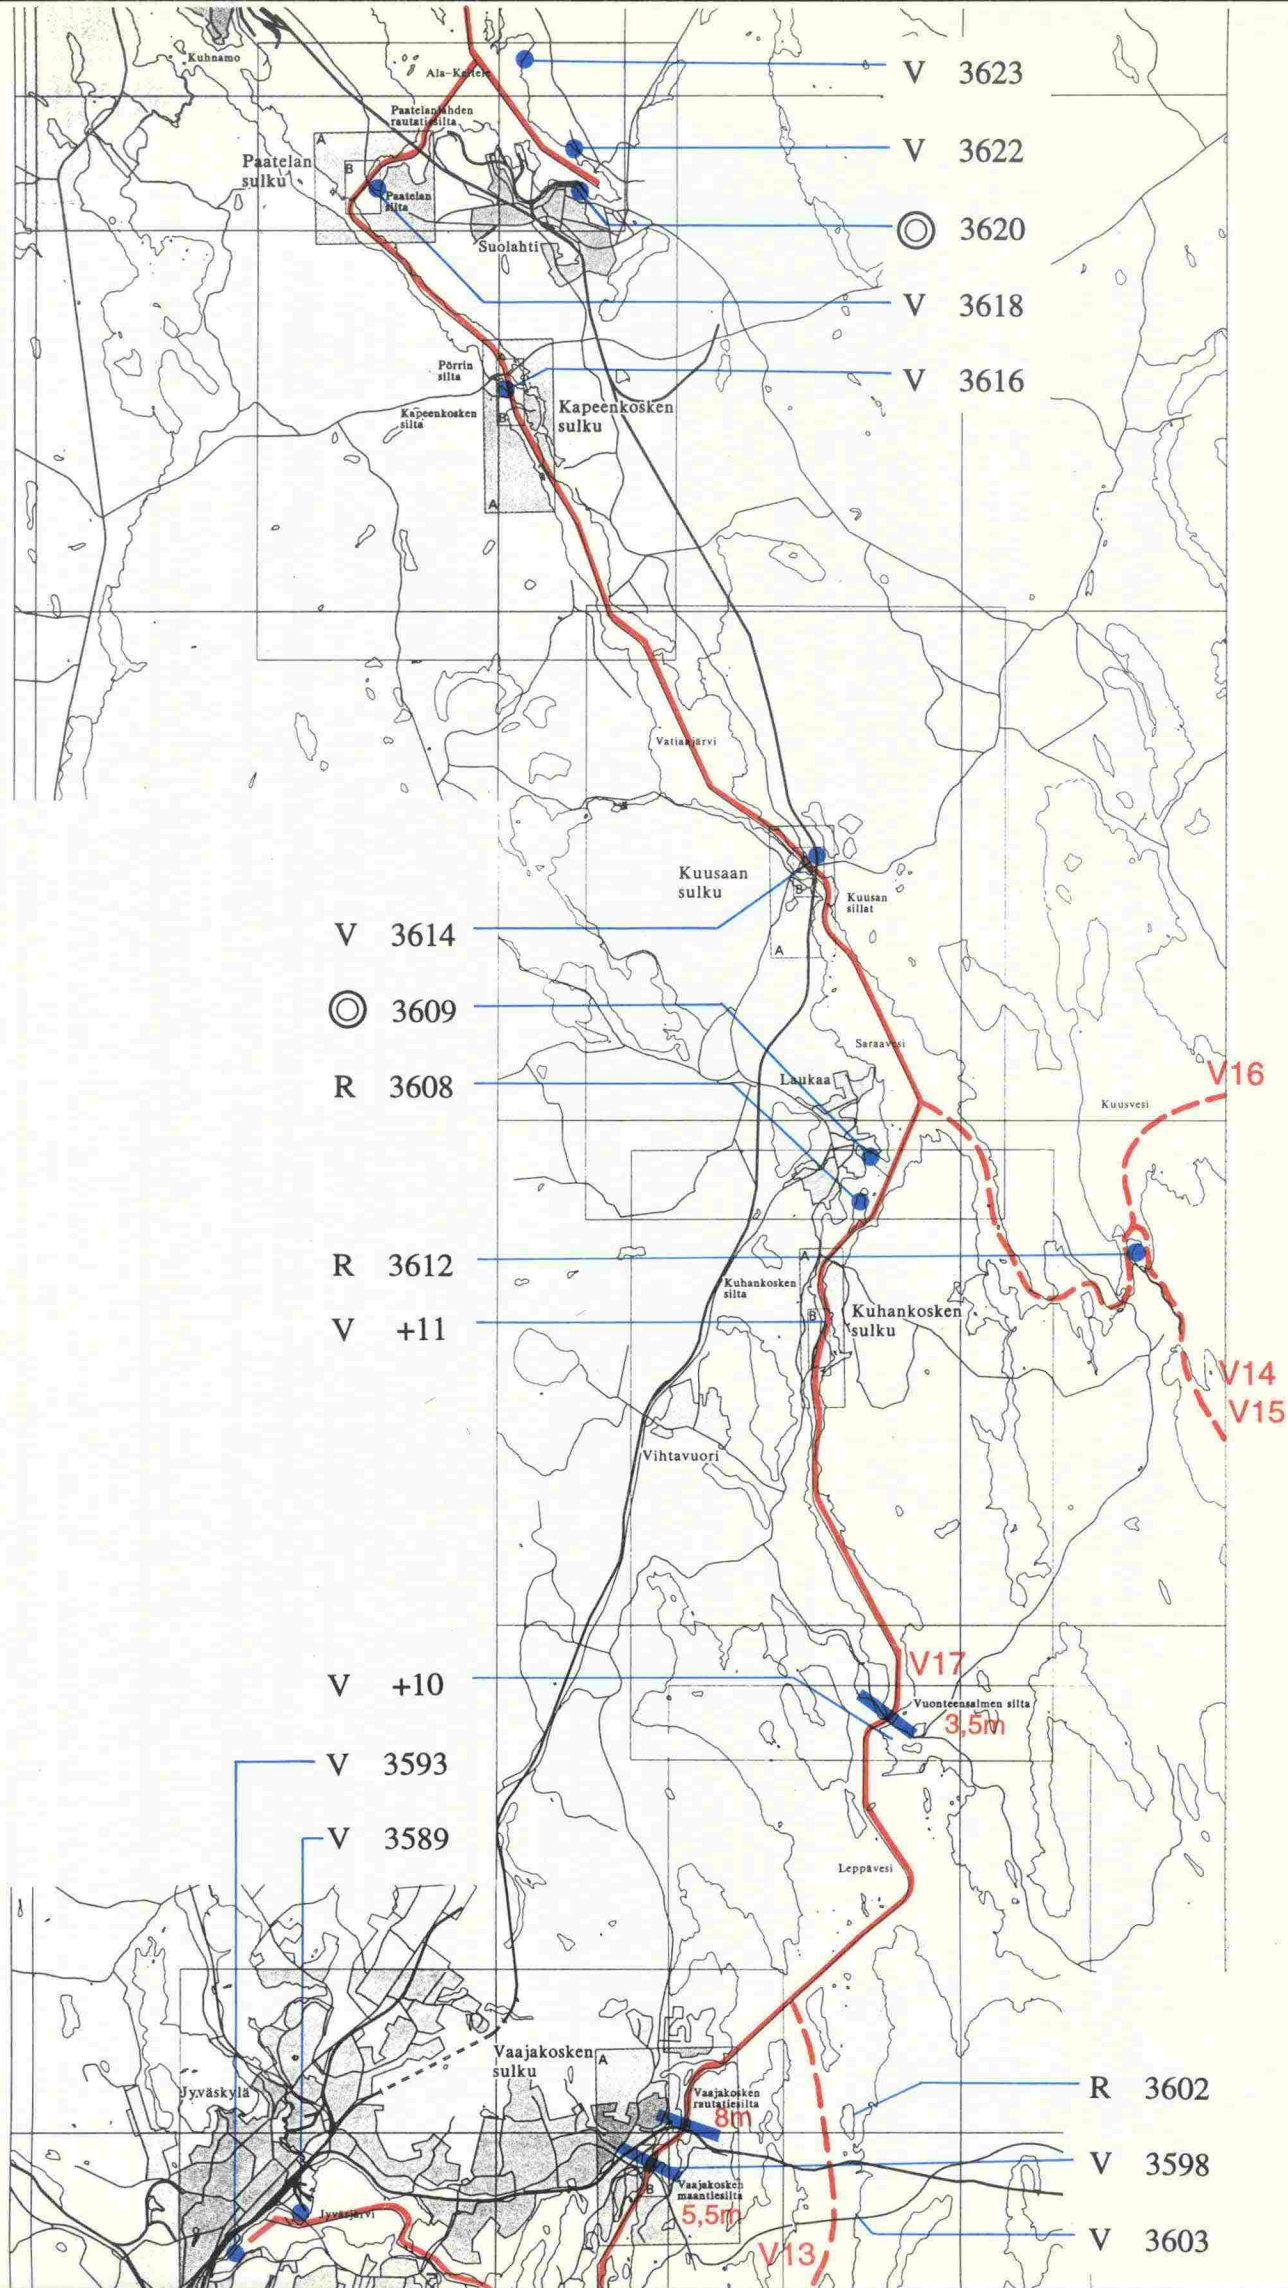 Kuhnamo
Ala-Keitele
V 3623
Paatelanlahden
rautatiesilta
A
V 3622
Paatelan
sulku
B
Paatelan
silta
◎ 3620
Suolahti
V 3618
Pörrin
silta
V 3616
Kapeenkosken
silta
B
Kapeenkosken
sulku
A
Vatianjärvi
Kuusaan
sulku
B
Kuusan
sillat
V 3614
A
◎ 3609
Saraavesi
R 3608
Laukaa
V16
Kuusvesi
R 3612
A
Kuhankosken
silta
V +11
B
Kuhankosken
sulku
V14
V15
Vihtavuori
V17
V +10
Vuonteensalmen silta
3,5m
V 3593
V 3589
Leppävesi
Vaajakosken
sulku
A
Jyväskylä
Vaajakosken
rautatiesilta
8m
R 3602
V 3598
B
Vaajakosken
maantiesilta
5,5m
Jyväsjärvi
V 3603
V13